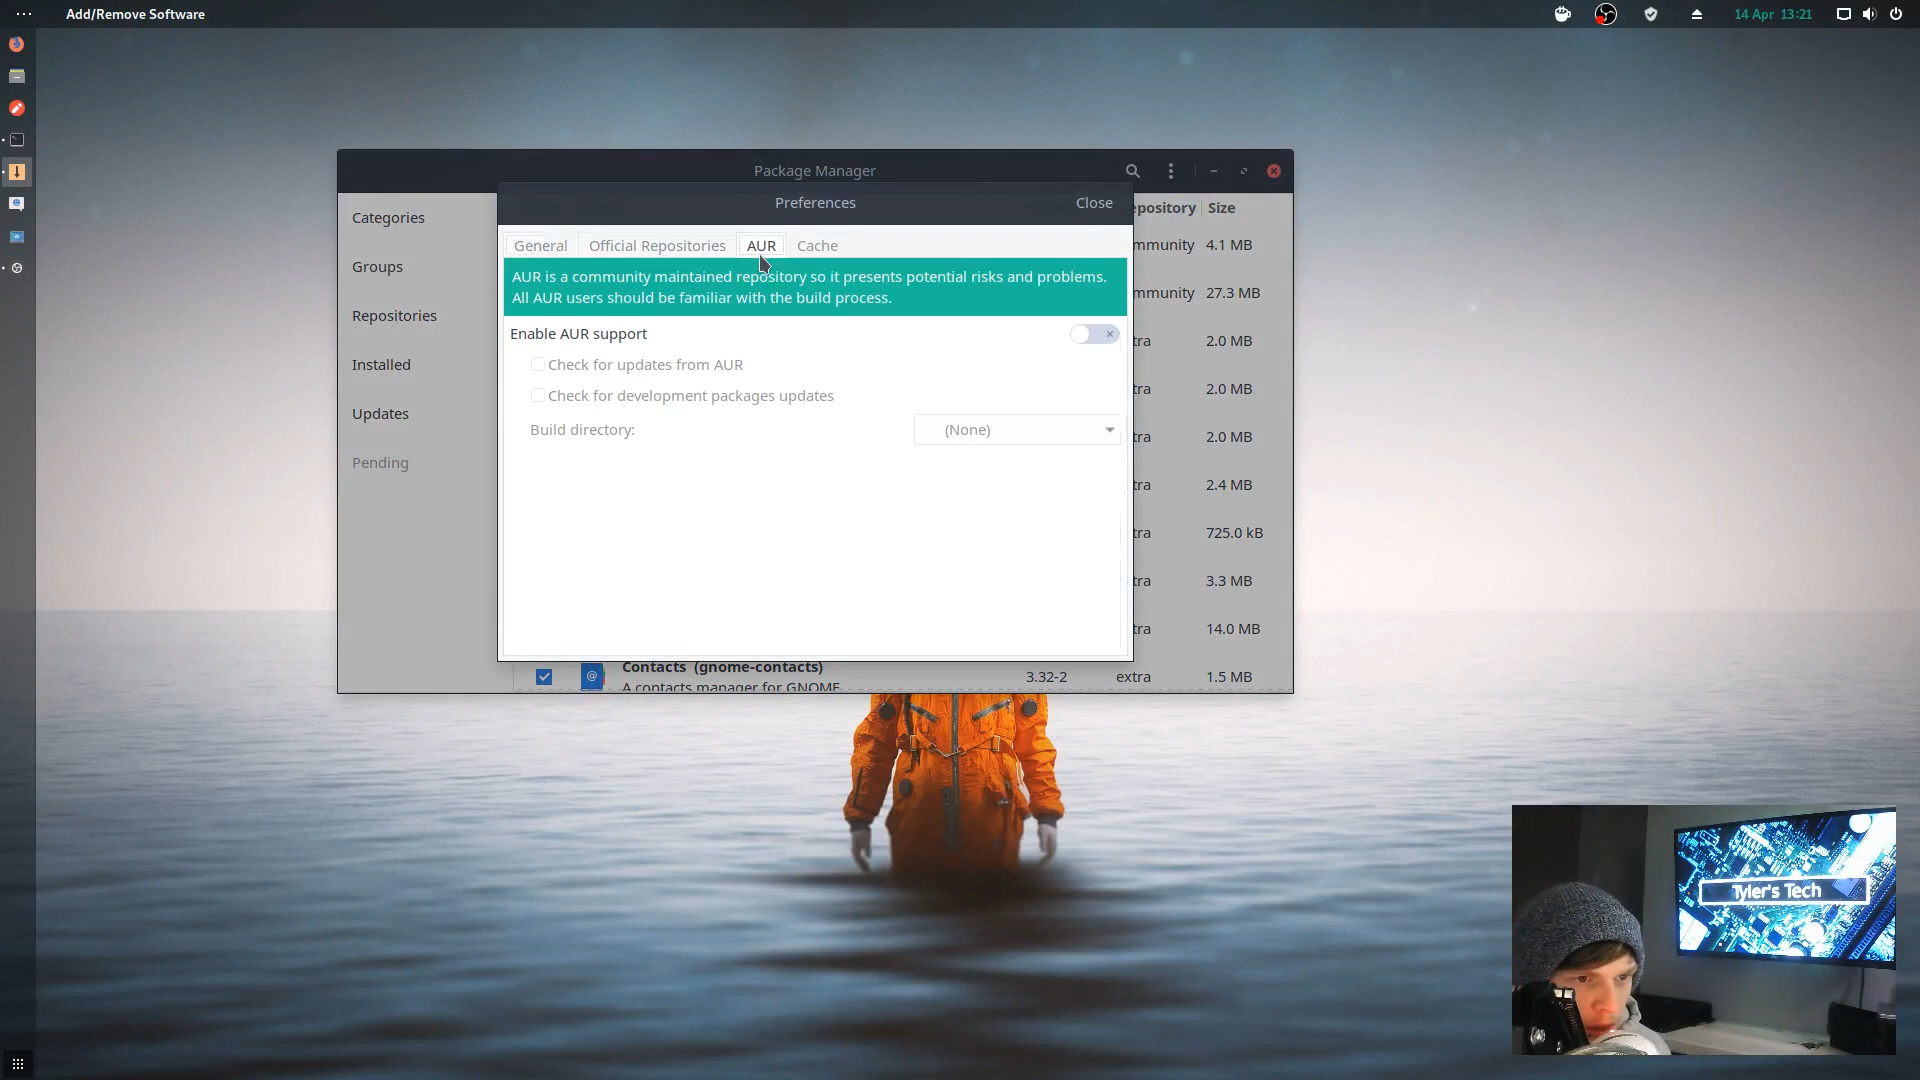 Add/Remove Software
14 Apr 13:21
Package Manager
Preferences
Close
Categories
Groups
Repositories
Installed
Updates
Pending
General
Official Repositories
AUR
Cache
AUR is a community maintained repository so it presents potential risks and problems.
All AUR users should be familiar with the build process.
Enable AUR support
Check for updates from AUR
Check for development packages updates
Build directory:
(None)
epository
Size
mmunity
4.1 MB
mmunity
27.3 MB
tra
2.0 MB
tra
2.0 MB
tra
2.0 MB
tra
2.4 MB
tra
725.0 kB
tra
3.3 MB
tra
14.0 MB
Contacts (gnome-contacts)
A contacts manager for GNOME
3.32-2
extra
1.5 MB
Tyler's Tech